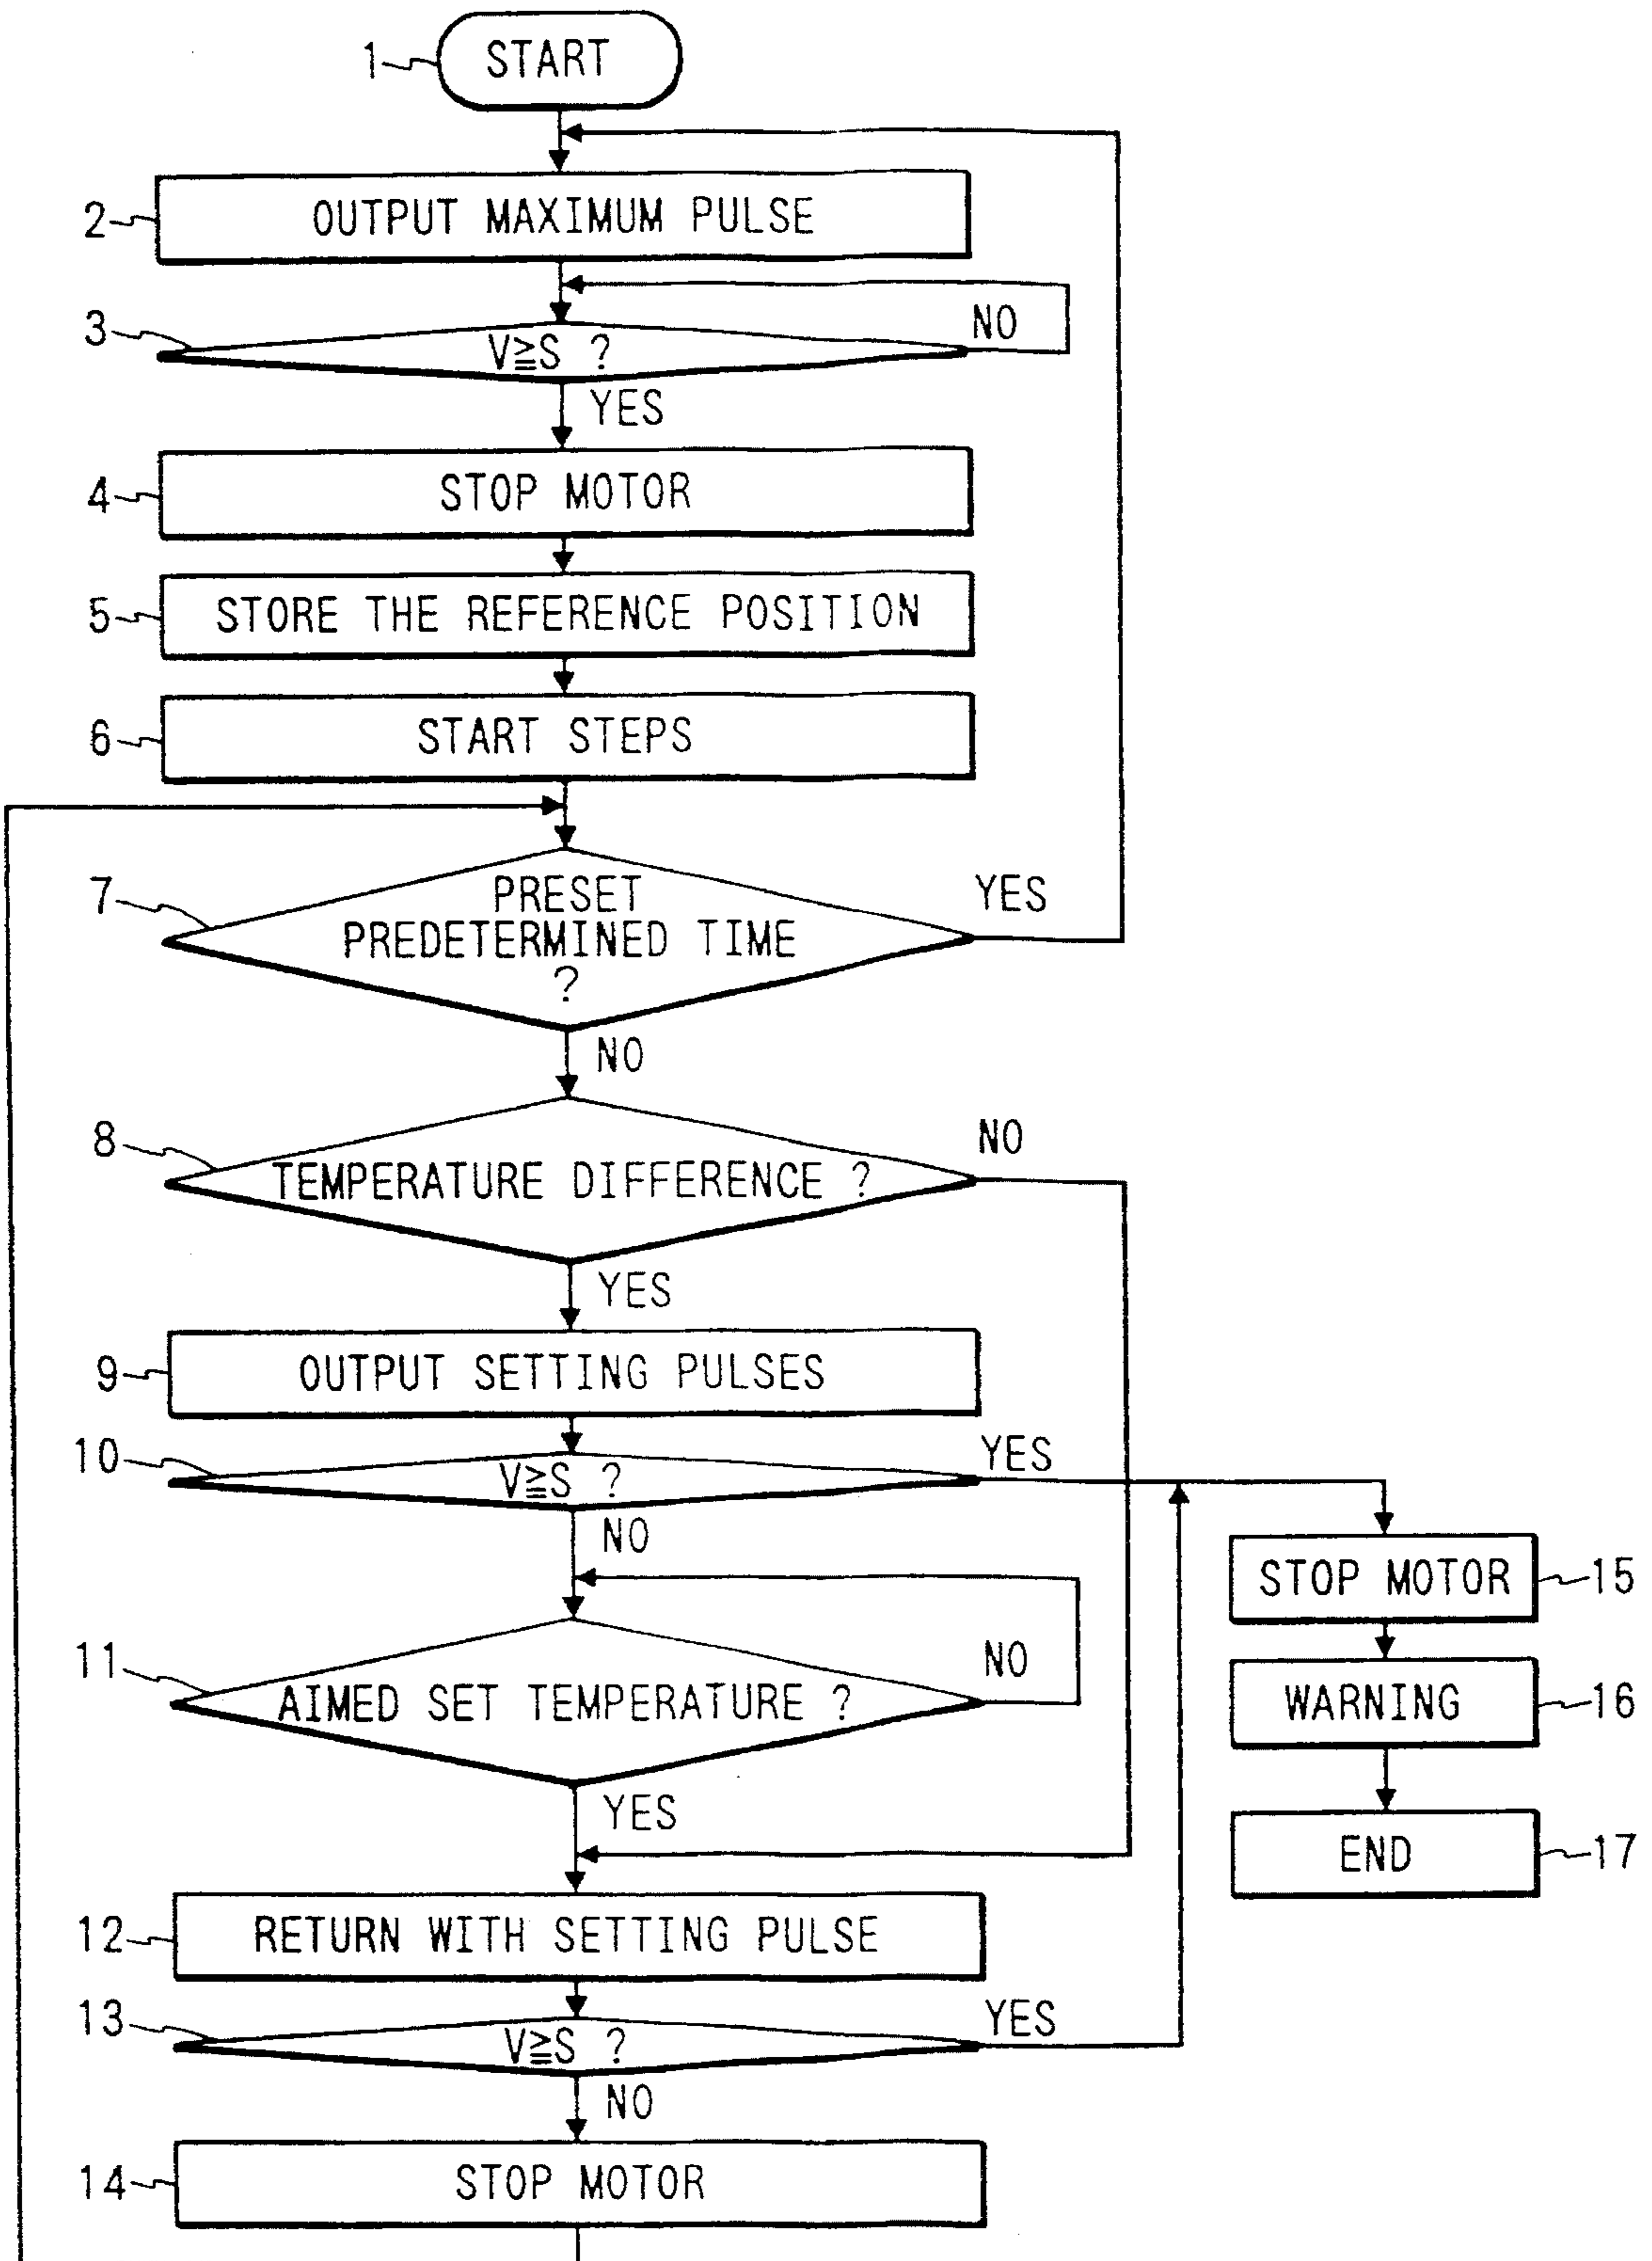 1 START
2 OUTPUT MAXIMUM PULSE
3 V≧S ? NO
YES
4 STOP MOTOR
5 STORE THE REFERENCE POSITION
6 START STEPS
7 PRESET YES
PREDETERMINED TIME
?
NO
8 TEMPERATURE DIFFERENCE ? NO
YES
9 OUTPUT SETTING PULSES
10 V≧S ? YES
NO
STOP MOTOR 15
11 AIMED SET TEMPERATURE ? NO
WARNING 16
YES
END 17
12 RETURN WITH SETTING PULSE
13 V≧S ? YES
NO
14 STOP MOTOR